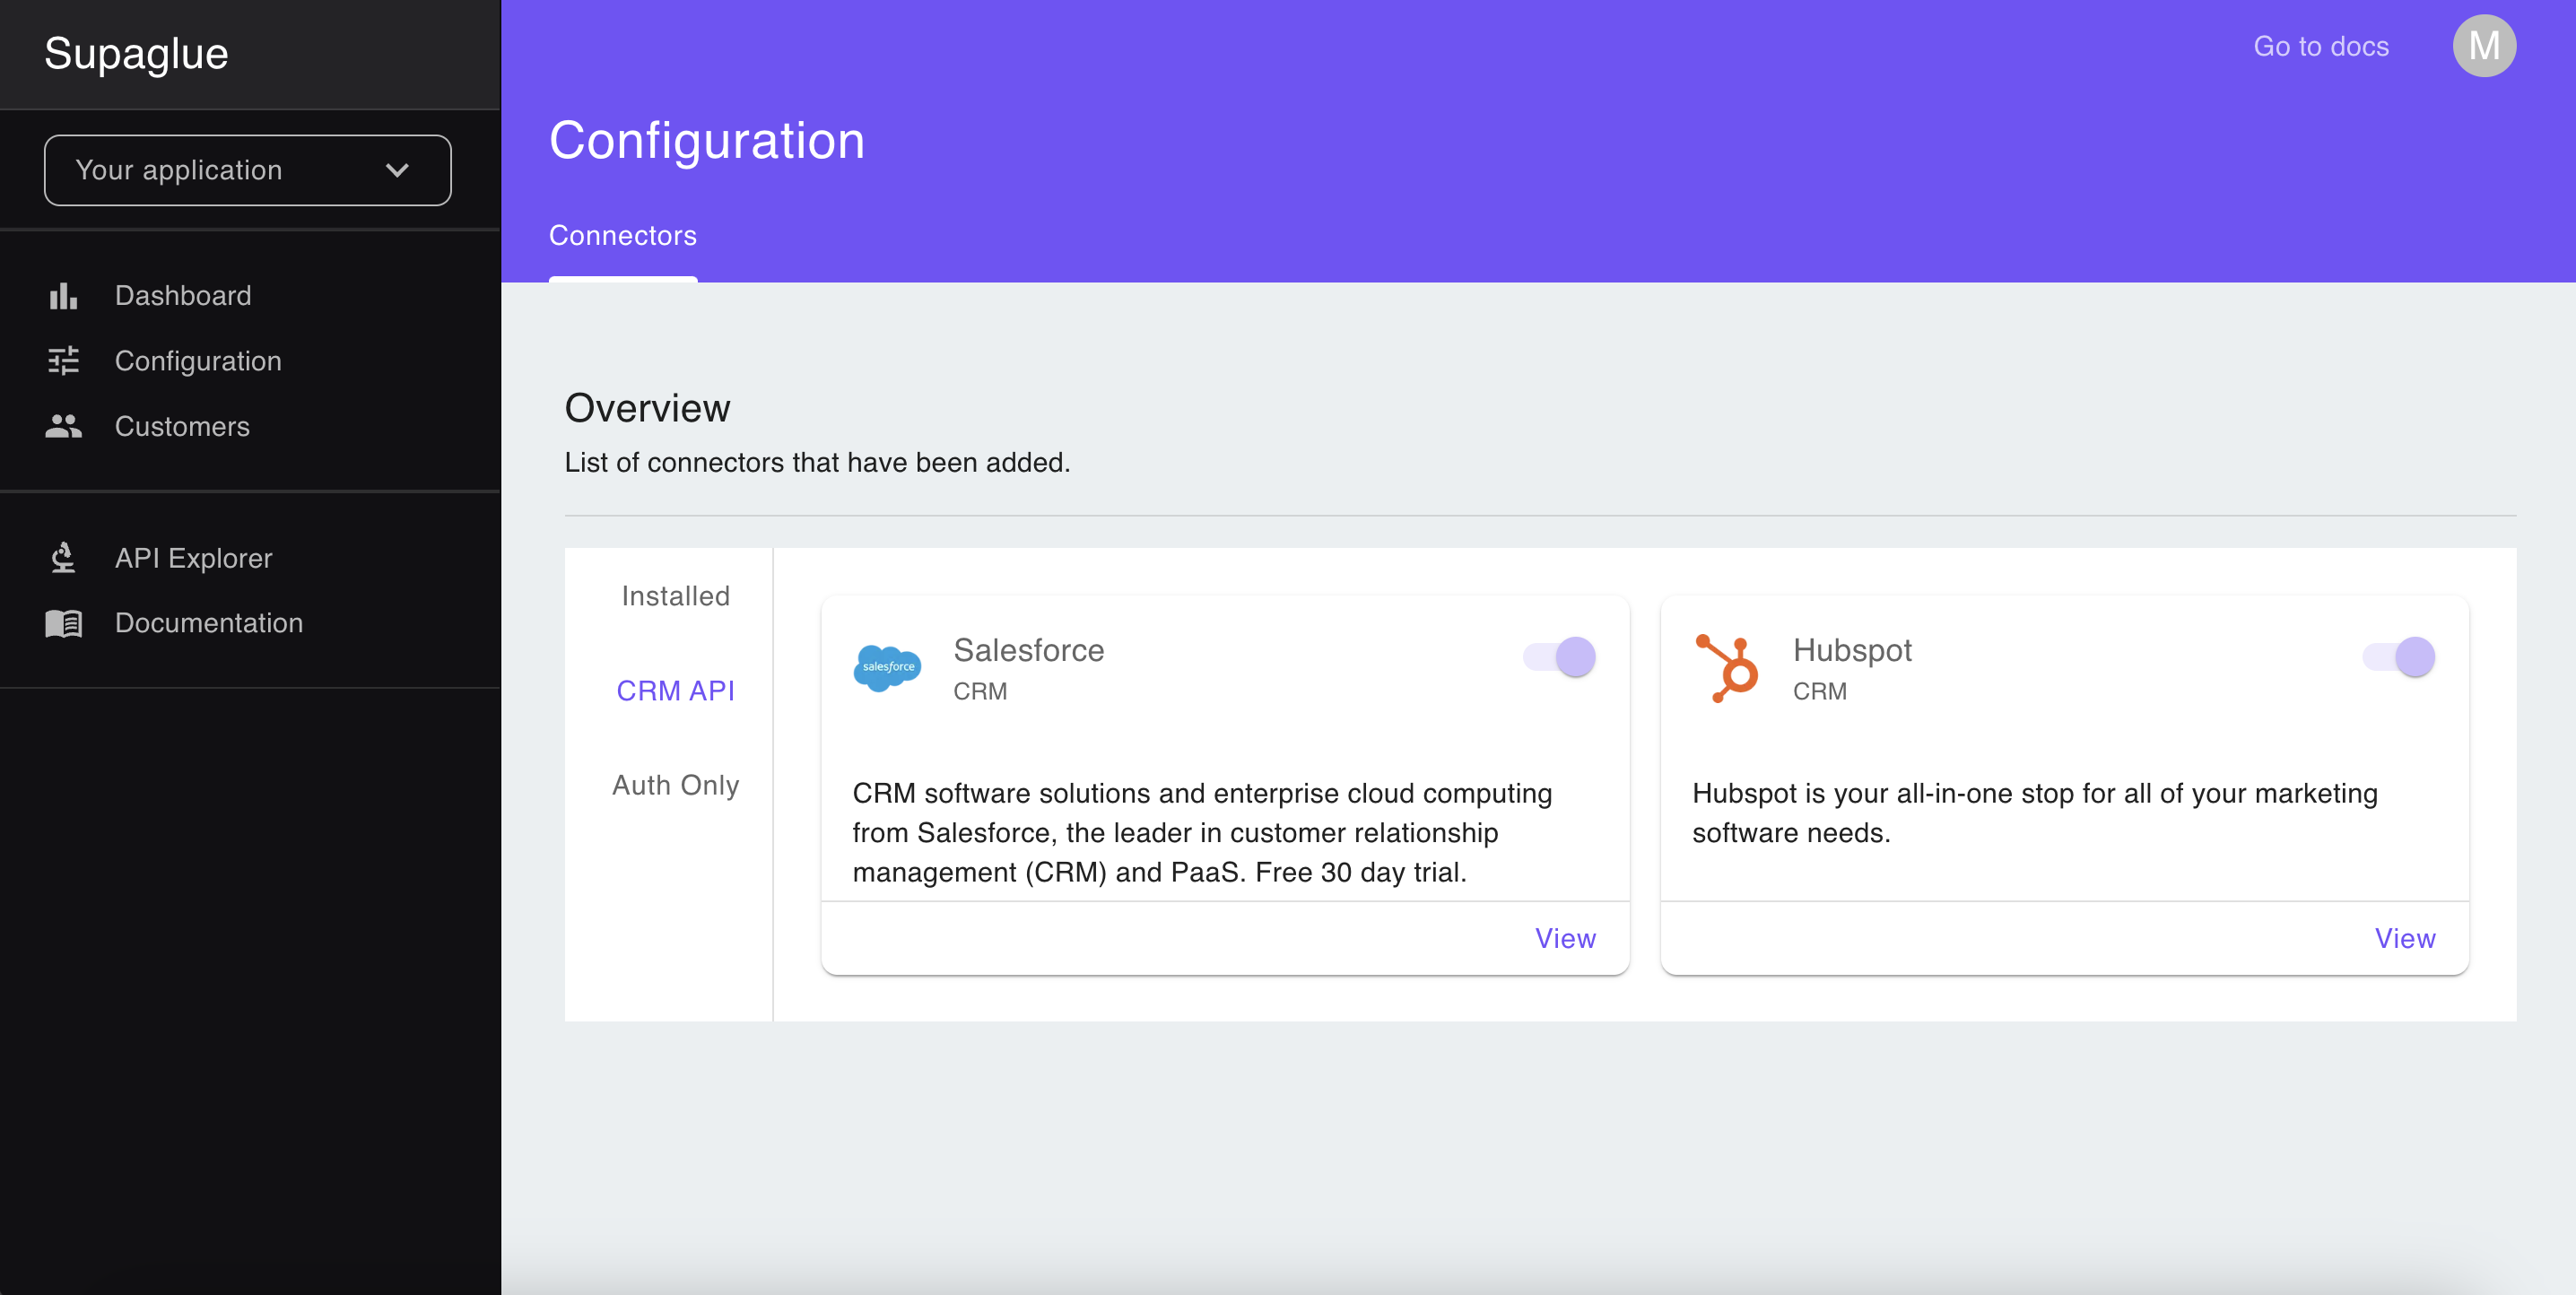 Supaglue
Your application
Dashboard
Configuration
Customers
API Explorer
Documentation
Go to docs
M
Configuration
Connectors
Overview
List of connectors that have been added.
Installed
CRM API
Auth Only
salesforce
Salesforce
CRM
CRM software solutions and enterprise cloud computing
from Salesforce, the leader in customer relationship
management (CRM) and PaaS. Free 30 day trial.
View
Hubspot
CRM
Hubspot is your all-in-one stop for all of your marketing
software needs.
View